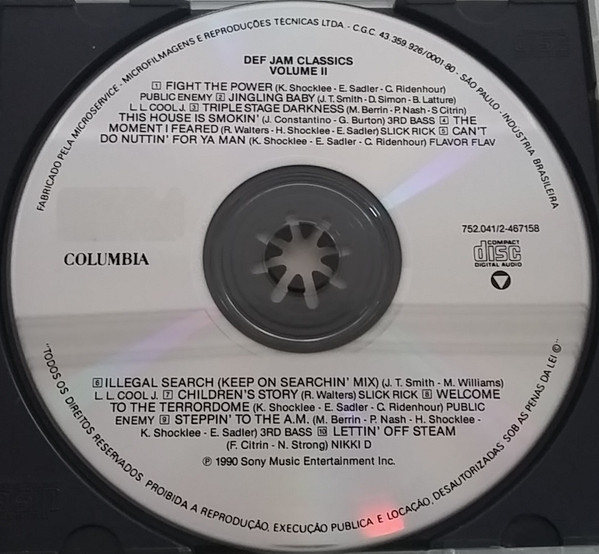 FABRICADO PELA MICROSERVICE - MICROFILMAGENS E REPRODUÇÕES TÉCNICAS LTDA. - C.G.C. 43.359.926/0001-80 - SÃO PAULO - INDÚSTRIA BRASILEIRA
DEF JAM CLASSICS
VOLUME II
1 FIGHT THE POWER (K. Shocklee - E. Sadler - C. Ridenhour)
PUBLIC ENEMY 2 JINGLING BABY (J.T. Smith - D. Simon - B. Latture)
L L COOL J. 3 TRIPLE STAGE DARKNESS (M. Berrin - P. Nash - S Citrin)
THIS HOUSE IS SMOKIN' (J. Constantino - G. Burton) 3RD BASS 4 THE
MOMENT I FEARED (R. Walters - H. Shocklee - E. Sadler) SLICK RICK 5 CAN'T
DO NUTTIN' FOR YA MAN (K. Shocklee - E. Sadler - C. Ridenhour) FLAVOR FLAV
752.041/2-467158
COLUMBIA
COMPACT
disc
DIGITAL AUDIO
6 ILLEGAL SEARCH (KEEP ON SEARCHIN' MIX) (J. T. Smith - M. Williams)
L L COOL J. 7 CHILDREN'S STORY (R. Walters) SLICK RICK 8 WELCOME
TO THE TERRORDOME (K. Shocklee - E. Sadler - C. Ridenhour) PUBLIC
ENEMY 9 STEPPIN' TO THE A.M. (M. Berrin - P. Nash - H. Shocklee -
K. Shocklee - E. Sadler) 3RD BASS 10 LETTIN' OFF STEAM
(F. Citrin - N. Strong) NIKKI D
℗ 1990 Sony Music Entertainment Inc.
"TODOS OS DIREITOS RESERVADOS. PROIBIDA A REPRODUÇÃO, EXECUÇÃO PUBLICA E LOCAÇÃO, DESAUTORIZADAS, SOB AS PENAS DA LEI ©"